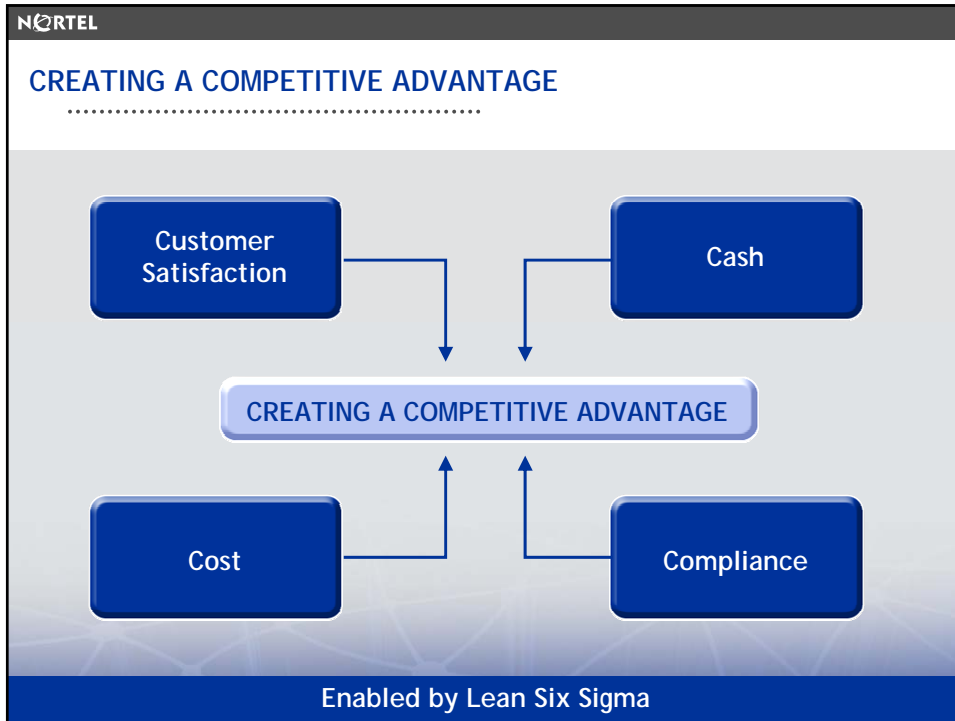 NORTEL
CREATING A COMPETITIVE ADVANTAGE
Customer
Satisfaction
Cash
CREATING A COMPETITIVE ADVANTAGE
Cost
Compliance
Enabled by Lean Six Sigma